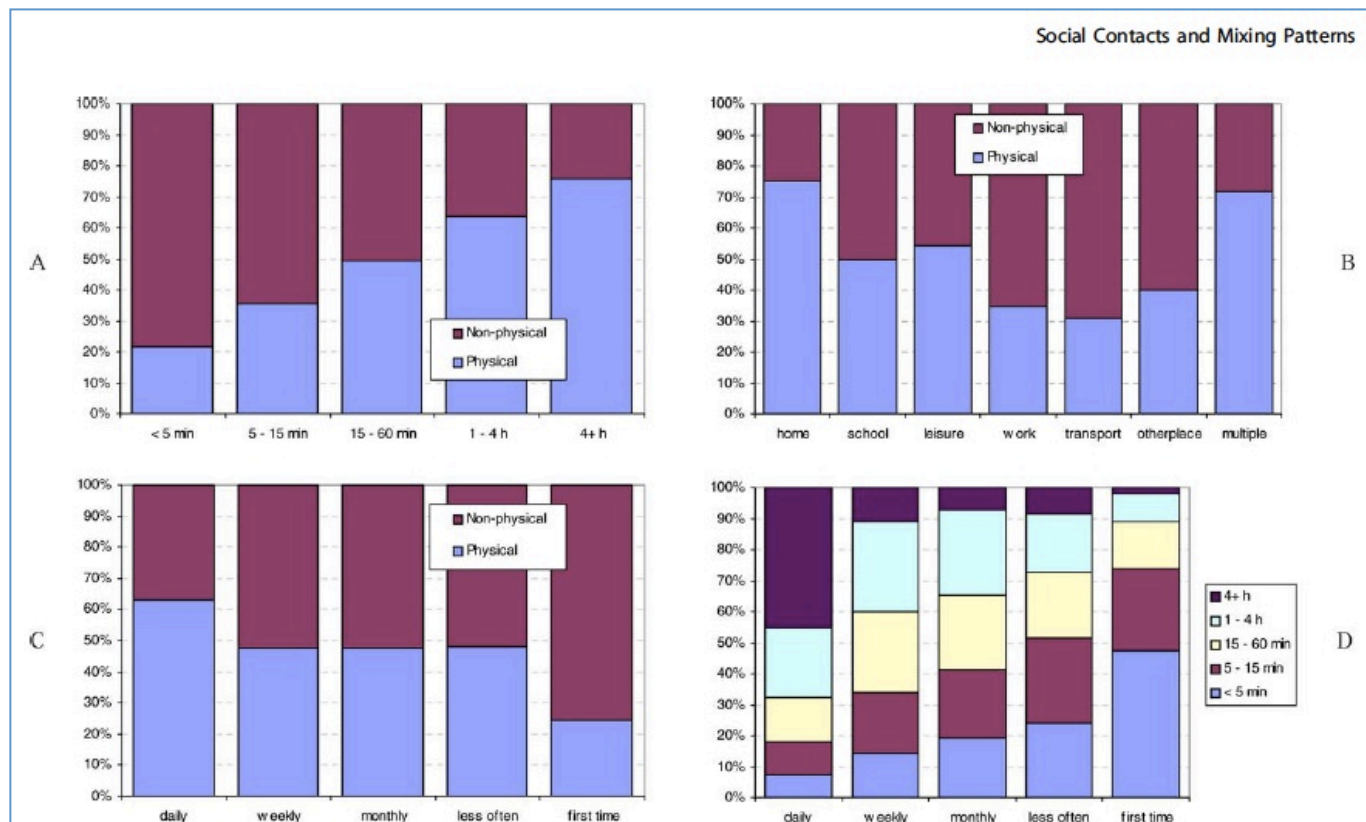 Social Contacts and Mixing Patterns
A
100%
90%
80%
70%
60%
50%
40%
30%
20%
10%
0%
Non-physical
Physical
< 5 min 5 - 15 min 15 - 60 min 1 - 4 h 4+ h
B
100%
90%
80%
70%
60%
50%
40%
30%
20%
10%
0%
Non-physical
Physical
home school leisure work transport otherplace multiple
C
100%
90%
80%
70%
60%
50%
40%
30%
20%
10%
0%
Non-physical
Physical
daily weekly monthly less often first time
D
100%
90%
80%
70%
60%
50%
40%
30%
20%
10%
0%
4+ h
1 - 4 h
15 - 60 min
5 - 15 min
< 5 min
daily weekly monthly less often first time